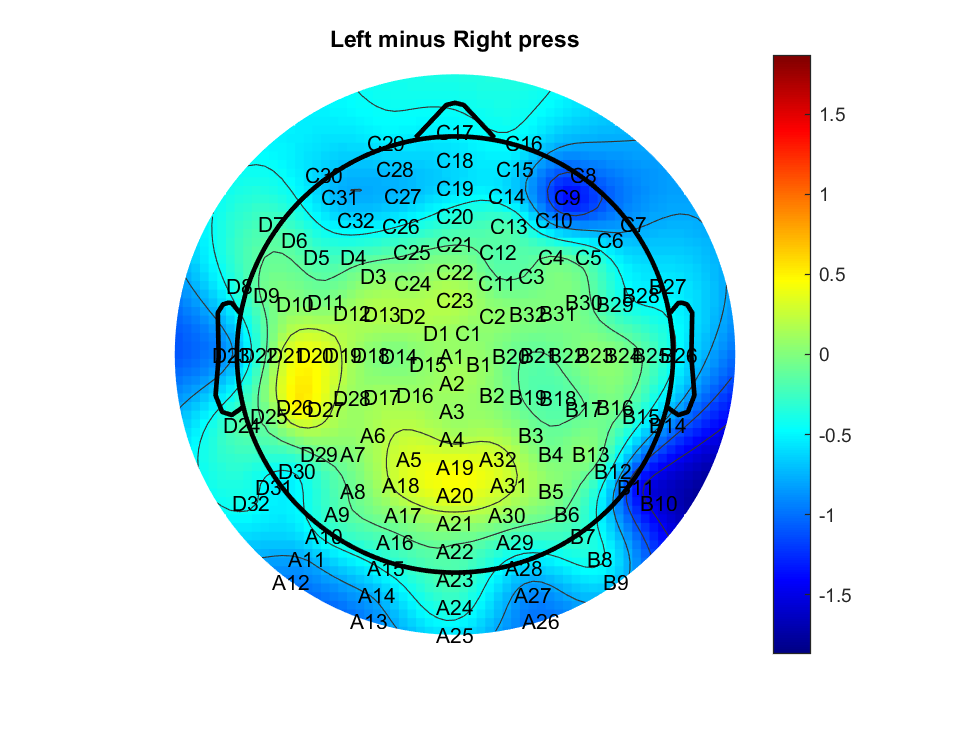 Left minus Right press
C17
C29 C16
C18
C28 C15
C30 C8
C19
C31 C27 C14 C9
C20
C32 C26 C13 C10
D7 C7
D6 C21 C6
C25 C12
D5 D4 C4 C5
D3 C22 C3
C24 C11
D8 B27
D9 B28
D10 D11 C23 B30 B29
D12 D13 D2 C2 B32 B31
D1 C1
D23 D22 D21 D20 D19 D18 D14 A1 B20 B21 B22 B23 B24 B25 B26
D15 B1
A2
D28 D17 D16 B2 B19 B18
D26 D27 A3 B17 B16
D25 B15
D24 B14
A6 A4 B3
D29 A7 B4 B13
A5 A19 A32
D30 B12
D31 A18 A31 B11
A8 A20 B5
D32 B10
A9 A17 A30 B6
A21
A10 B7
A16 A22 A29
A11 B8
A15 A28
A12 A23 B9
A14 A27
A24
A13 A26
A25
1.5
1
0.5
0
-0.5
-1
-1.5